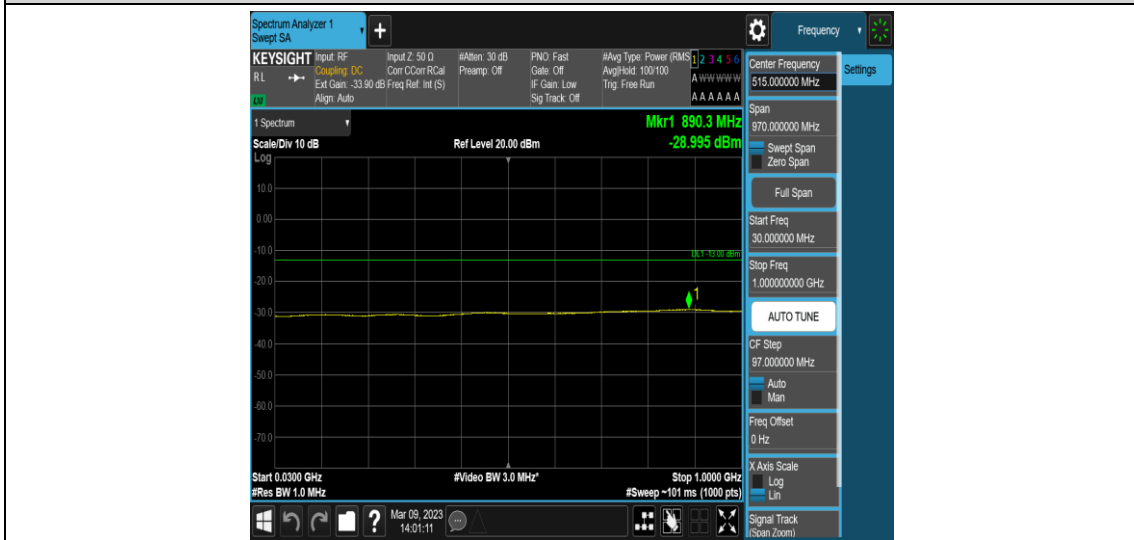 Spectrum Analyzer 1
Swept SA
+
Frequency
KEYSIGHT
RL
LXI
Input: RF
Coupling: DC
Ext Gain: -33.90 dB
Align: Auto
Input Z: 50 Ω
Corr CCorr RCal
Freq Ref: Int (S)
#Atten: 30 dB
Preamp: Off
PNO: Fast
Gate: Off
IF Gain: Low
Sig Track: Off
#Avg Type: Power (RMS
Avg|Hold: 100/100
Trig: Free Run
1 2 3 4 5 6
A W W W W W
A A A A A A
Center Frequency
515.000000 MHz
Settings
1 Spectrum
Mkr1 890.3 MHz
Scale/Div 10 dB
Ref Level 20.00 dBm
-28.995 dBm
Log
10.0
0.00
-10.0
-20.0
-30.0
-40.0
-50.0
-60.0
-70.0
DL1 -13.00 dBm
1
Start 0.0300 GHz
#Video BW 3.0 MHz*
Stop 1.0000 GHz
#Res BW 1.0 MHz
#Sweep ~101 ms (1000 pts)
Span
970.000000 MHz
Swept Span
Zero Span
Full Span
Start Freq
30.000000 MHz
Stop Freq
1.000000000 GHz
AUTO TUNE
CF Step
97.000000 MHz
Auto
Man
Freq Offset
0 Hz
X Axis Scale
Log
Lin
Signal Track
(Span Zoom)
?
Mar 09, 2023
14:01:11